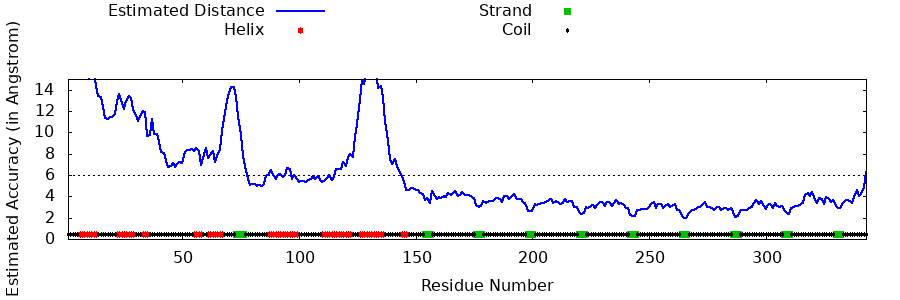 Estimated Distance
Strand
Helix
Coil
Estimated Accuracy (in Angstrom)
14
12
10
8
6
4
2
0
50
100
150
200
250
300
Residue Number